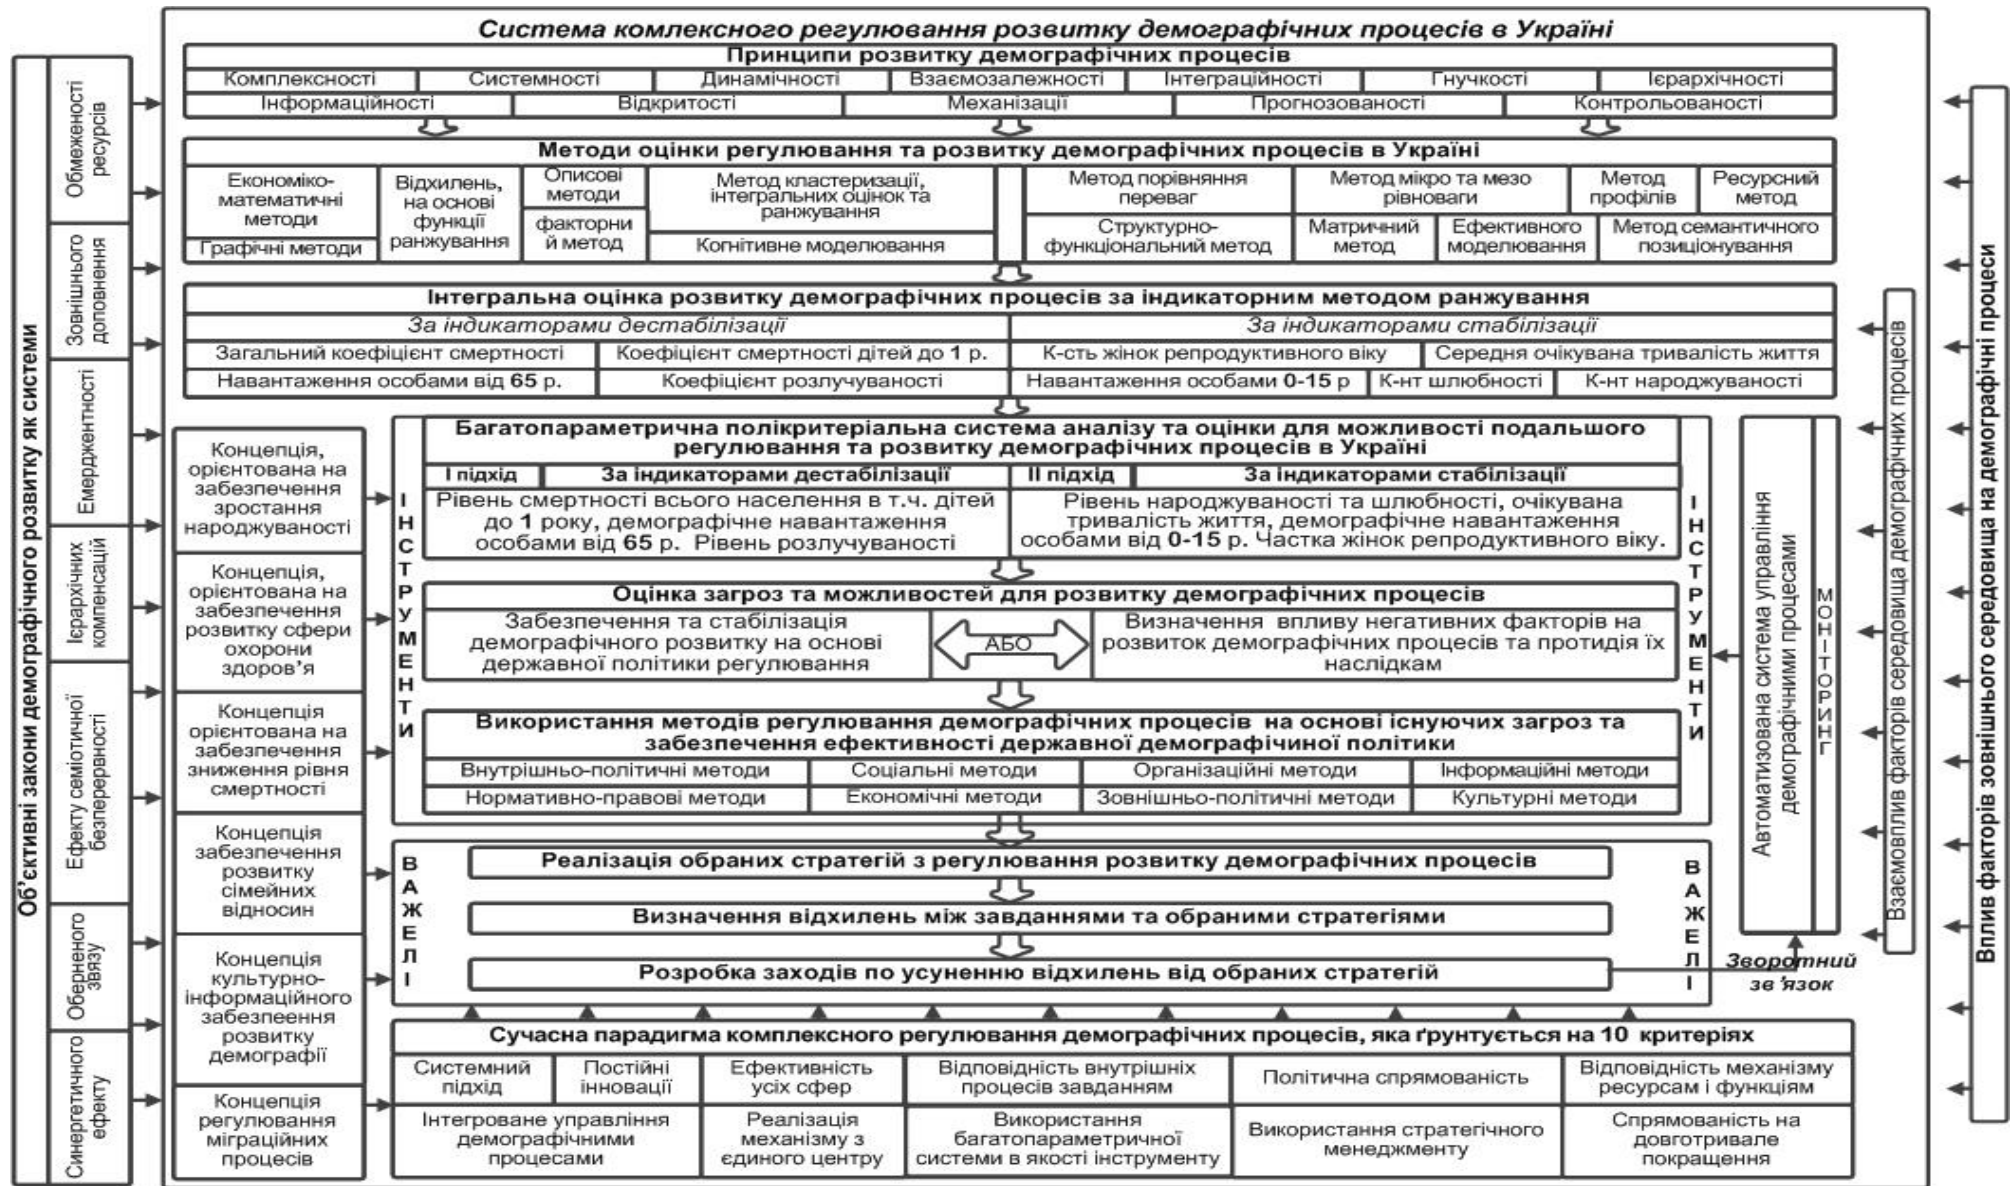 Система комлексного регулювання розвитку демографічних процесів в Україні
Принципи розвитку демографічних процесів
Комплексності
Системності
Динамічності
Взаємозалежності
Інтеграційності
Гнучкості
Ієрархічності
Інформаційності
Відкритості
Механізації
Прогнозованості
Контрольованості
Методи оцінки регулювання та розвитку демографічних процесів в Україні
Економіко-
математичні
методи
Графічні методи
Відхилень,
на основі
функції
ранжування
Описові
методи
факторни
й метод
Метод кластеризації,
інтегральних оцінок та
ранжування
Когнітивне моделювання
Метод порівняння
переваг
Метод мікро та мезо
рівноваги
Метод
профілів
Ресурсний
метод
Структурно-
функціональний метод
Матричний
метод
Ефективного
моделювання
Метод семантичного
позиціонування
Інтегральна оцінка розвитку демографічних процесів за індикаторним методом ранжування
За індикаторами дестабілізації
За індикаторами стабілізації
Загальний коефіцієнт смертності
Коефіцієнт смертності дітей до 1 р.
К-сть жінок репродуктивного віку
Середня очікувана тривалість життя
Навантаження особами від 65 р.
Коефіцієнт розлучуваності
Навантаження особами 0-15 р
К-нт шлюбності
К-нт народжуваності
Об'єктивні закони демографічного розвитку як системи
Обмеженості
ресурсів
Зовнішнього
доповнення
Емерджентності
Ієрархічних
компенсацій
Ефекту семіотичної
безперервності
Оберненого
звязку
Синергетичного
ефекту
Концепція,
орієнтована на
забезпечення
зростання
народжуваності
Концепція,
орієнтована на
забезпечення
розвитку сфери
охорони
здоров'я
Концепція
орієнтована на
забезпечення
зниження рівня
смертності
Концепція
забезпечення
розвитку
сімейних
відносин
Концепція
культурно-
інформаційного
забезпеення
розвитку
демографії
Концепція
регулювання
міграційних
процесів
ІНСТРУМЕНТИ
Багатопараметрична полікритеріальна система аналізу та оцінки для можливості подальшого
регулювання та розвитку демографічних процесів в Україні
І підхід
За індикаторами дестабілізації
ІІ підхід
За індикаторами стабілізації
Рівень смертності всього населення в т.ч. дітей
до 1 року, демографічне навантаження
особами від 65 р. Рівень розлучуваності
Рівень народжуваності та шлюбності, очікувана
тривалість життя, демографічне навантаження
особами від 0-15 р. Частка жінок репродуктивного віку.
Оцінка загроз та можливостей для розвитку демографічних процесів
Забезпечення та стабілізація
демографічного розвитку на основі
державної політики регулювання
АБО
Визначення впливу негативних факторів на
розвиток демографічних процесів та протидія їх
наслідкам
Використання методів регулювання демографічних процесів на основі існуючих загроз та
забезпечення ефективності державної демографічиної політики
Внутрішньо-політичні методи
Соціальні методи
Організаційні методи
Інформаційні методи
Нормативно-правові методи
Економічні методи
Зовнішньо-політичні методи
Культурні методи
ІНСТРУМЕНТИ
ВАЖЕЛІ
Реалізація обраних стратегій з регулювання розвитку демографічних процесів
Визначення відхилень між завданнями та обраними стратегіями
Розробка заходів по усуненню відхилень від обраних стратегій
ВАЖЕЛІ
Зворотний
зв'язок
Автоматизована система управління
демографічними процесами
МОНІТОРИНГ
Взаємовплив факторів середовища демографічних процесів
Вплив факторів зовнішнього середовища на демографічні процеси
Сучасна парадигма комплексного регулювання демографічних процесів, яка ґрунтується на 10 критеріях
Системний
підхід
Постійні
інновації
Ефективність
усіх сфер
Відповідність внутрішніх
процесів завданням
Політична спрямованість
Відповідність механізму
ресурсам і функціям
Інтегроване управління
демографічними
процесами
Реалізація
механізму з
єдиного центру
Використання
багатопараметричної
системи в якості інструменту
Використання стратегічного
менеджменту
Спрямованість на
довготривале
покращення